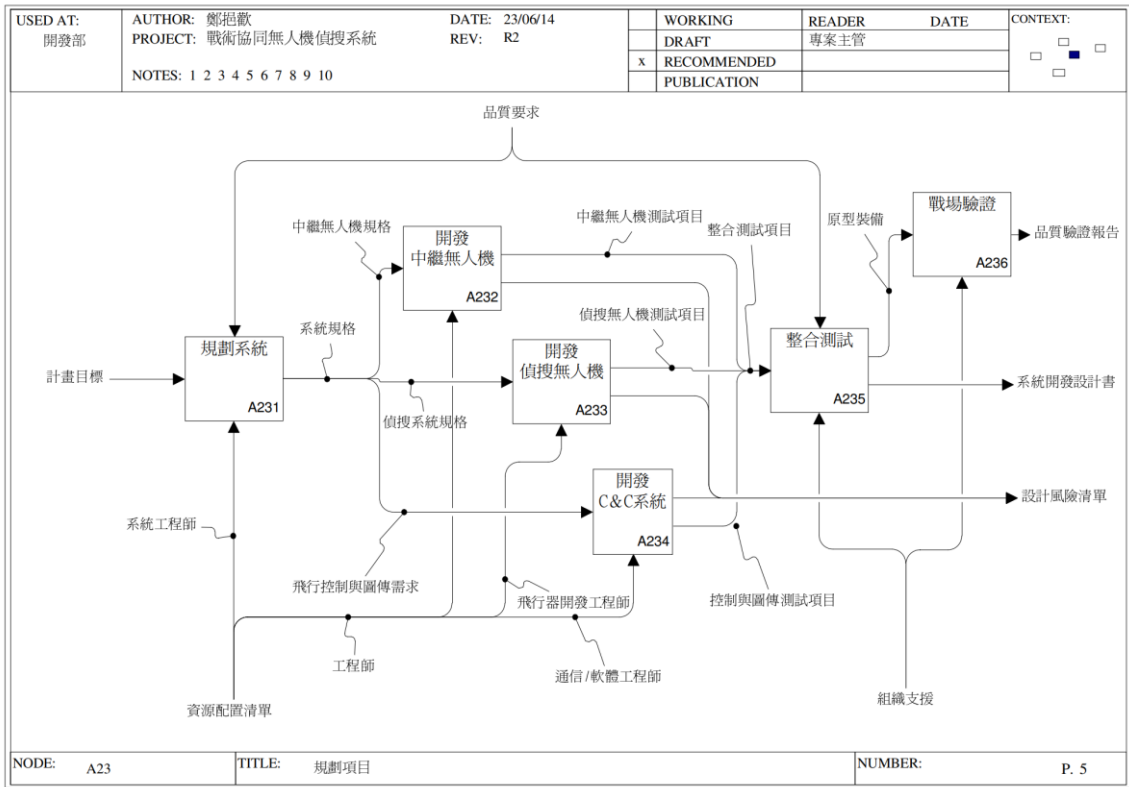 USED AT:
開發部
AUTHOR: 鄭挹歡
PROJECT: 戰術協同無人機偵搜系統
NOTES: 1 2 3 4 5 6 7 8 9 10
DATE: 23/06/14
REV: R2
WORKING
DRAFT
x RECOMMENDED
PUBLICATION
READER DATE
專案主管
CONTEXT:
品質要求
中繼無人機規格
開發
中繼無人機
A232
中繼無人機測試項目
整合測試項目
原型裝備
戰場驗證
A236
品質驗證報告
計畫目標
規劃系統
A231
系統規格
偵搜系統規格
開發
偵搜無人機
A233
偵搜無人機測試項目
整合測試
A235
系統開發設計書
系統工程師
飛行控制與圖傳需求
開發
C&C系統
A234
設計風險清單
飛行器開發工程師
控制與圖傳測試項目
工程師
通信/軟體工程師
資源配置清單
組織支援
NODE: A23
TITLE: 規劃項目
NUMBER: P. 5